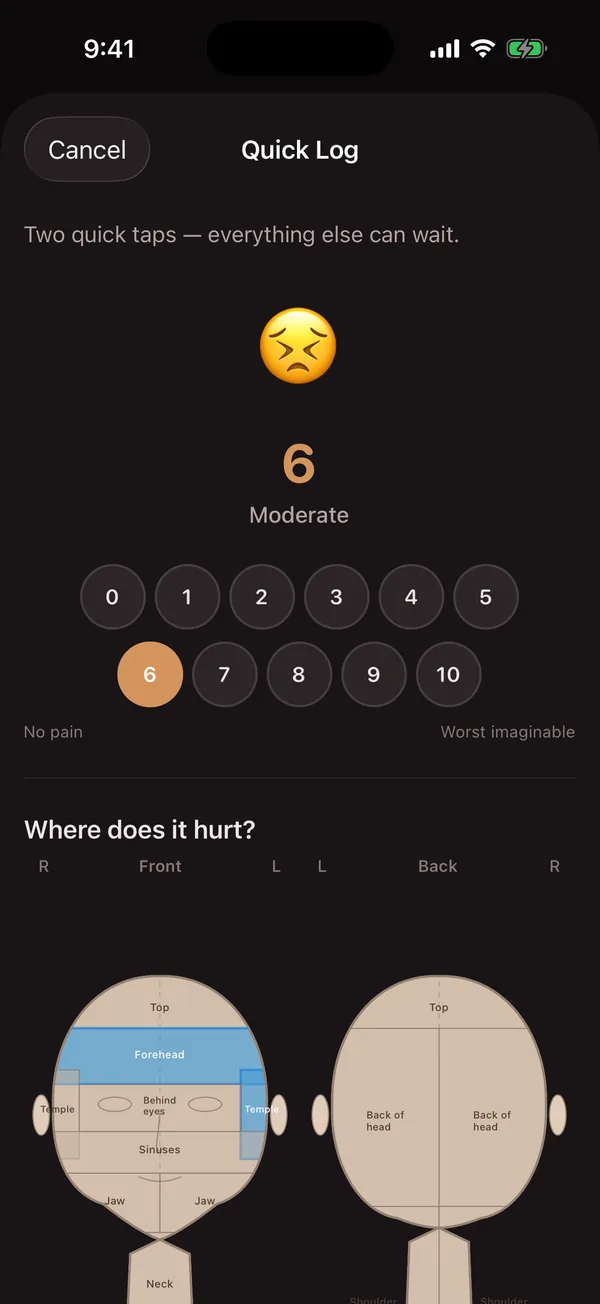 9:41
Cancel
Quick Log
Two quick taps — everything else can wait.
6
Moderate
0 1 2 3 4 5
6 7 8 9 10
No pain Worst imaginable
Where does it hurt?
R Front L L Back R
Top Top
Forehead
Temple Behind eyes Temple
Back of head Back of head
Sinuses
Jaw Jaw
Neck
Shoulder Shoulder